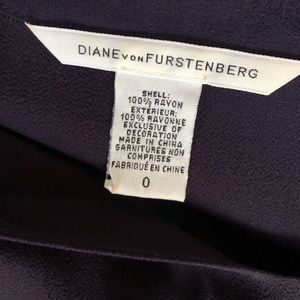 DIANE VON FURSTENBERG
SHELL:
100% RAYON
EXTÉRIEUR:
100% RAYONNE
EXCLUSIVE OF
DECORATION
MADE IN CHINA
GARNITURES NON
COMPRISES
FABRIQUÉ EN CHINE
0